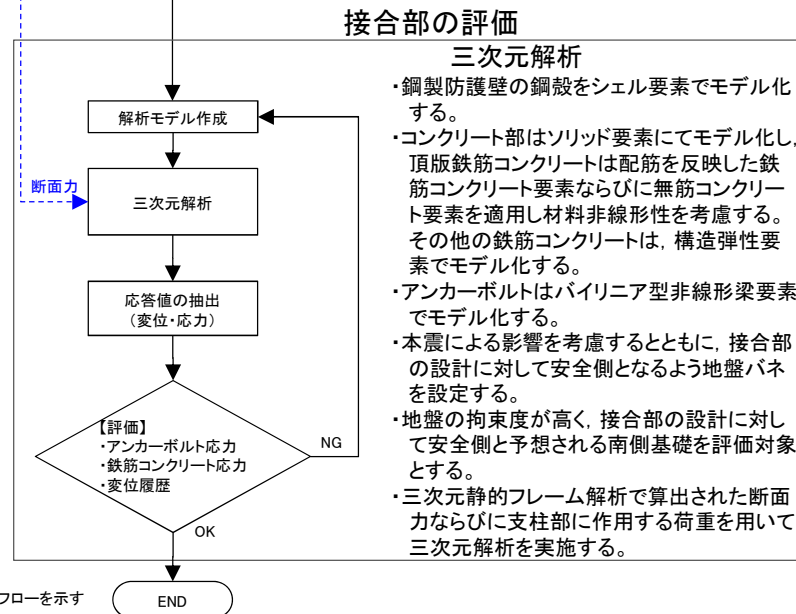 接合部の評価
三次元解析
・鋼製防護壁の鋼殻をシェル要素でモデル化
する。
・コンクリート部はソリッド要素にてモデル化し,
頂版鉄筋コンクリートは配筋を反映した鉄
筋コンクリート要素ならびに無筋コンクリー
ト要素を適用し材料非線形性を考慮する。
その他の鉄筋コンクリートは，構造弾性要
素でモデル化する。
・アンカーボルトはバイリニア型非線形梁要素
でモデル化する。
・本震による影響を考慮するとともに，接合部
の設計に対して安全側となるよう地盤バネ
を設定する。
・地盤の拘束度が高く，接合部の設計に対し
て安全側と予想される南側基礎を評価対象
とする。
・三次元静的フレーム解析で算出された断面
力ならびに支柱部に作用する荷重を用いて
三次元解析を実施する。
解析モデル作成
断面力
三次元解析
応答値の抽出
（変位・応力）
【評価】
・アンカーボルト応力
・鉄筋コンクリート応力
・変位履歴
NG
OK
フローを示す
END